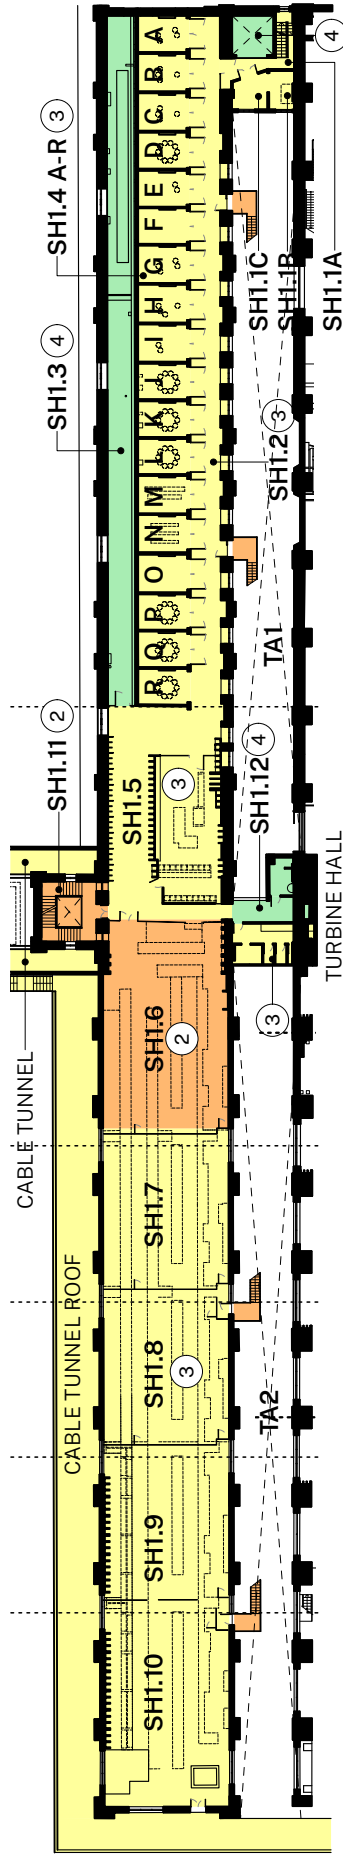 CABLE TUNNEL
SH1.11 2
SH1.3 4
SH1.4 A-R 3
CABLE TUNNEL ROOF
SH1.10
SH1.9
SH1.8
3
SH1.7
SH1.6
2
SH1.5
3
R Q P O N M L K J I H G F E D C B A
TA2
3
SH1.12 4
TA1
SH1.2 3
SH1.1C
SH1.1B
SH1.1A
4
TURBINE HALL